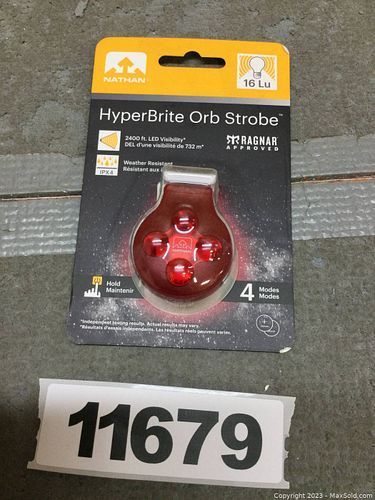 NATHAN
16 Lu
HyperBrite Orb Strobe™
2400 ft. LED Visibility*
DEL d'une visibilité de 732 m*
RAGNAR
APPROVED
IPX4
Weather Resistant
Résistant aux
Hold
Maintenir
4 Modes
Modes
*Independent testing results. Actual results may vary.
*Résultats d'essais indépendants. Les résultats réels peuvent varier.
11679
Copyright 2023 - MaxSold.com